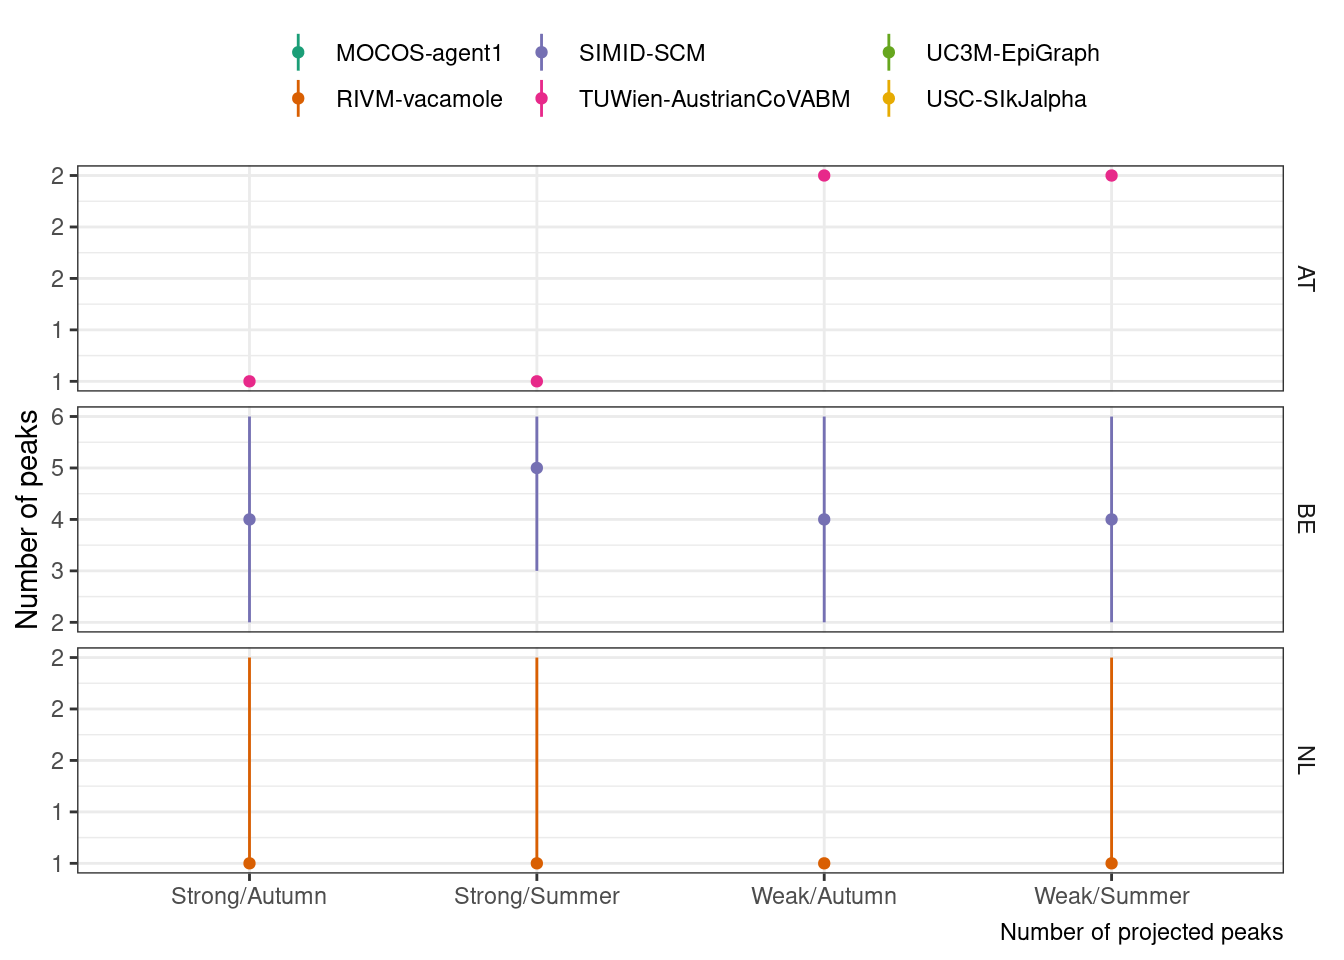 MOCOS-agent1 SIMID-SCM UC3M-EpiGraph
RIVM-vacamole TUWien-AustrianCoVABM USC-SIkJalpha
Number of peaks
2
2
2
1
1
AT
6
5
4
3
2
BE
2
2
2
1
1
NL
Strong/Autumn Strong/Summer Weak/Autumn Weak/Summer
Number of projected peaks